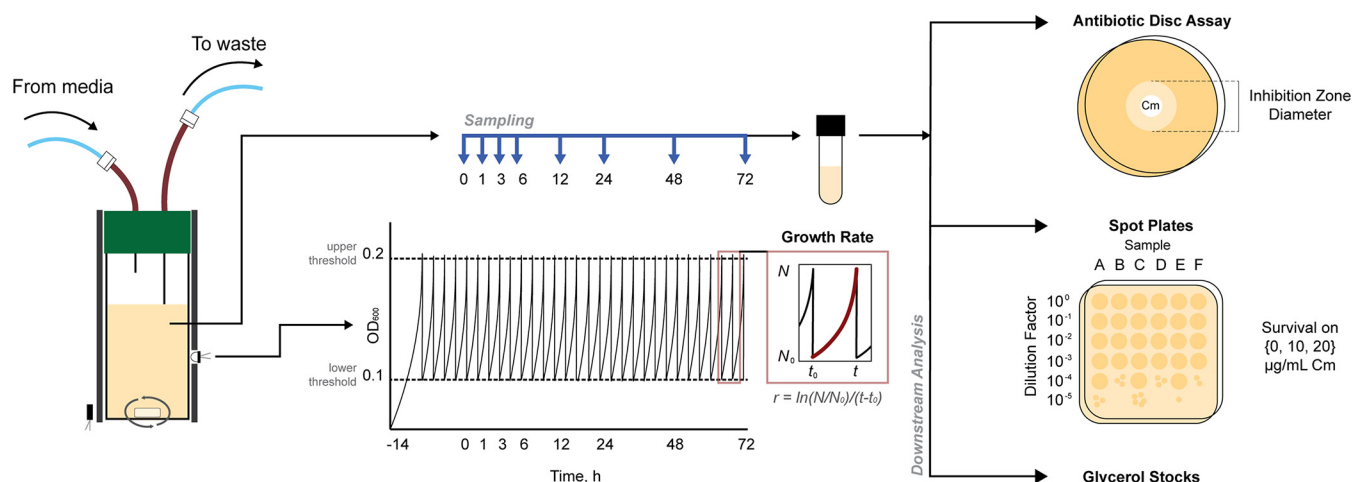 To waste
From media
Sampling
0 1 3 6 12 24 48 72
upper
threshold
0.2
OD600
lower
threshold
0.1
-14 0 1 3 6 12 24 48 72
Time, h
Growth Rate
N
N0
t0 t
r = ln(N/N0)/(t-t0)
Downstream Analysis
Antibiotic Disc Assay
Cm
Inhibition Zone
Diameter
Spot Plates
Sample
A B C D E F
Dilution Factor
10⁰
10⁻¹
10⁻²
10⁻³
10⁻⁴
10⁻⁵
Survival on
{0, 10, 20}
µg/mL Cm
Glycerol Stocks